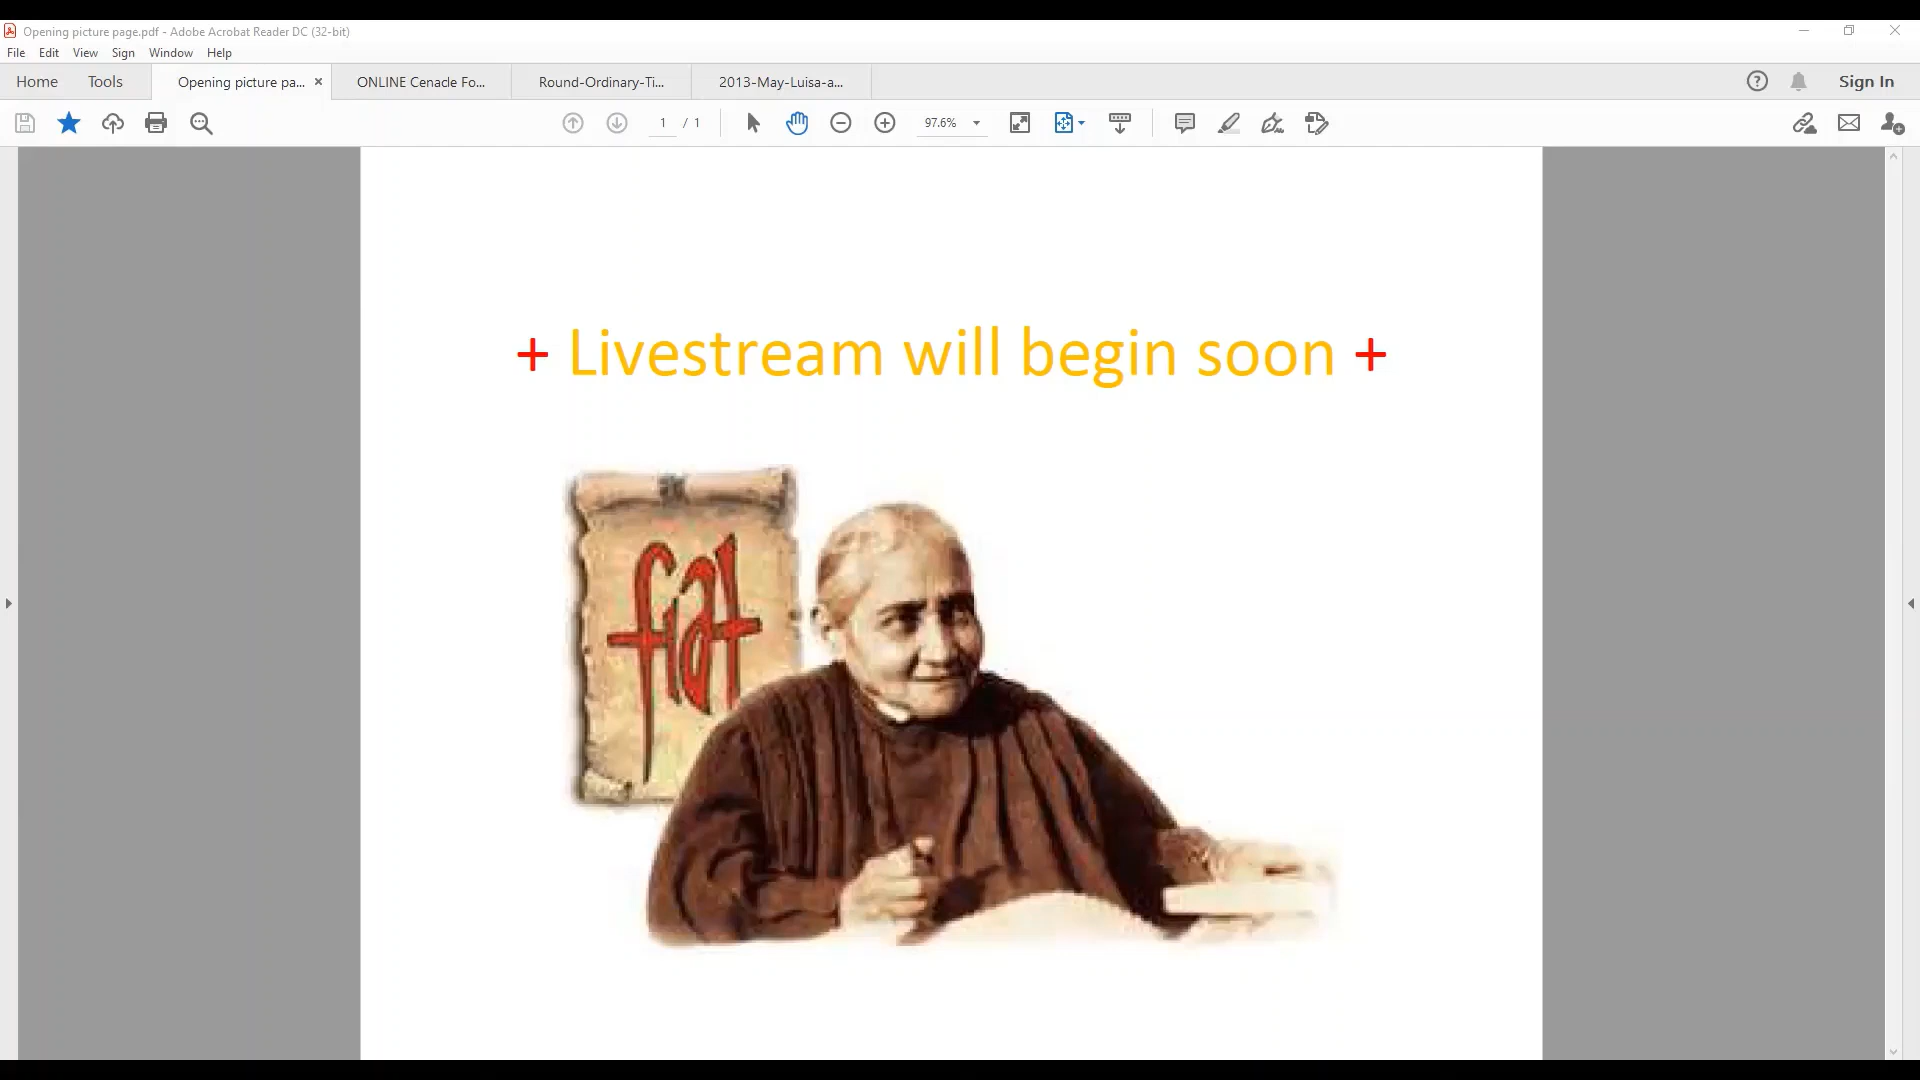 Opening picture page.pdf - Adobe Acrobat Reader DC (32-bit)
File Edit View Sign Window Help
Home Tools Opening picture pa... × ONLINE Cenacle Fo... Round-Ordinary-Ti... 2013-May-Luisa-a... Sign In
1 / 1 97.6%
+ Livestream will begin soon +
fiat